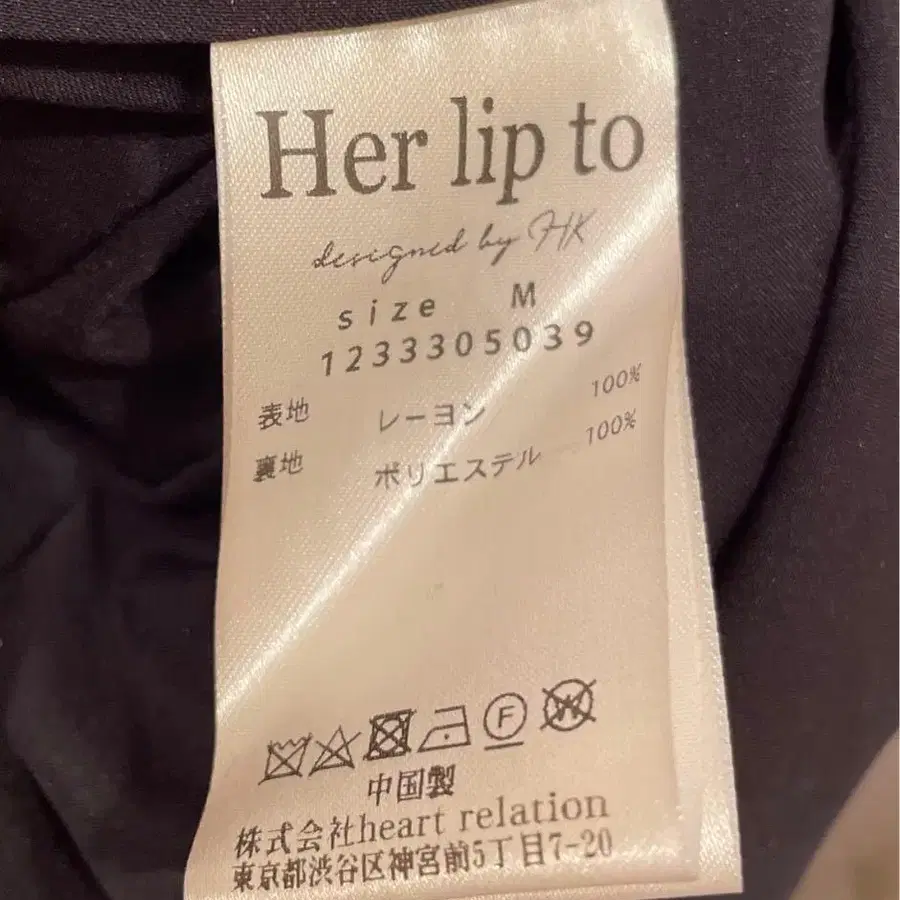 Her lip to
designed by HK
size M
1233305039
表地 レーヨン 100%
裏地 ポリエステル 100%
F W
中国製
株式会社heart relation
東京都渋谷区神宮前5丁目7-20